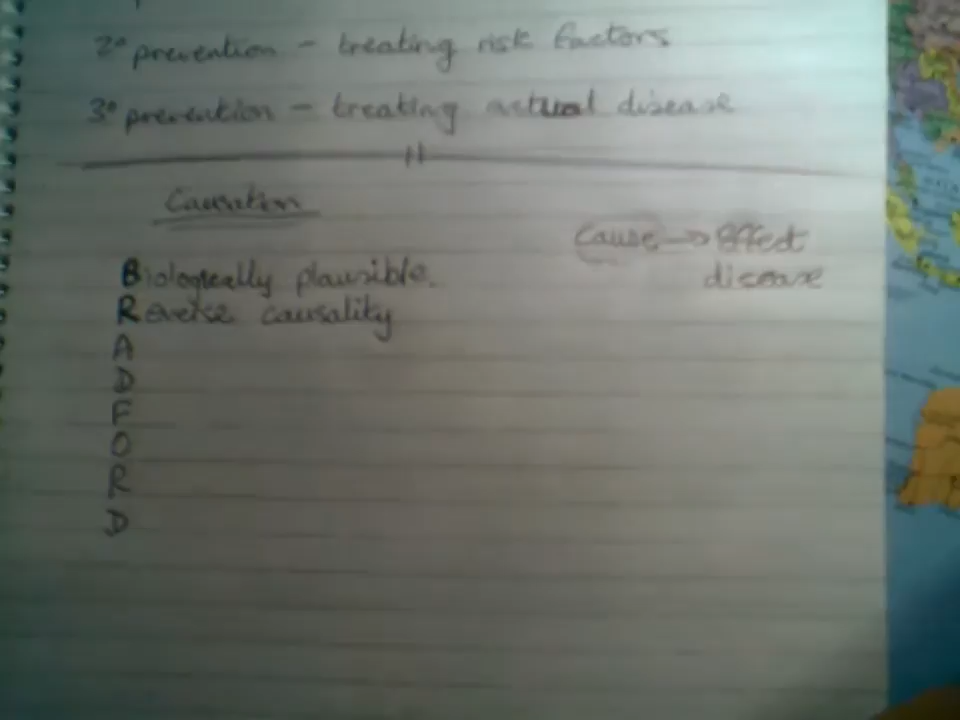 2° prevention - treating risk factors
3° prevention - treating actual disease
Causation
Cause → Effect
disease
Biologically plausible.
Reverse causality
A
D
F
O
R
D